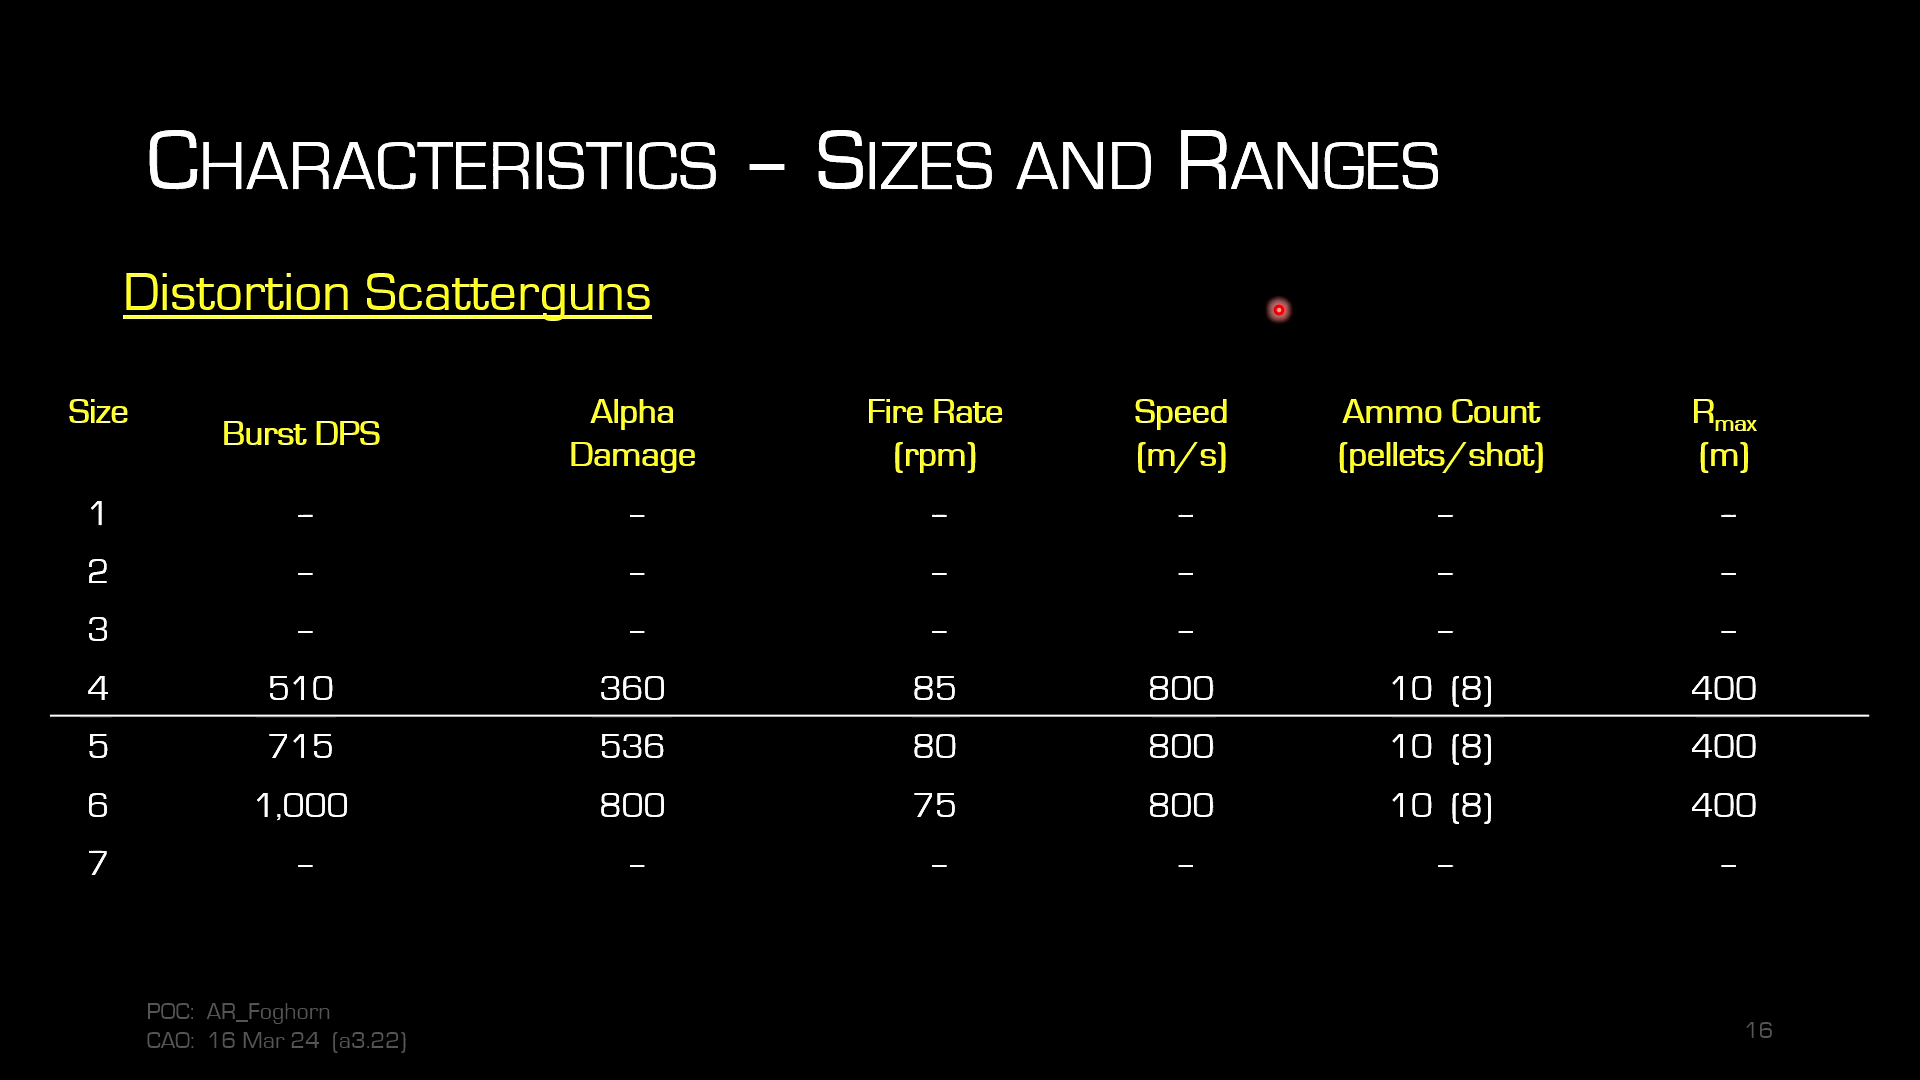 CHARACTERISTICS – SIZES AND RANGES
Distortion Scatterguns
Size Burst DPS Alpha Damage Fire Rate (rpm) Speed (m/s) Ammo Count (pellets/shot) Rmax (m)
1 – – – – – –
2 – – – – – –
3 – – – – – –
4 510 360 85 800 10 (8) 400
5 715 536 80 800 10 (8) 400
6 1,000 800 75 800 10 (8) 400
7 – – – – – –
POC: AR_Foghorn
CAO: 16 Mar 24 (a3.22)
16